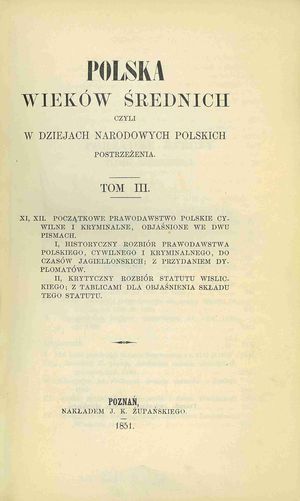 POLSKA
WIEKÓW ŚREDNICH
CZYLI
W DZIEJACH NARODOWYCH POLSKICH
POSTRZEŻENIA.
TOM III.
XI, XII. POCZĄTKOWE PRAWODAWSTWO POLSKIE CY-
WILNE I KRYMINALNE, OBJAŚNIONE WE DWU
PISMACH.
I, HISTORYCZNY ROZBIÓR PRAWODAWSTWA
POLSKIEGO, CYWILNEGO I KRYMINALNEGO, DO
CZASÓW JAGIELLOŃSKICH; Z PRZYDANIEM DY-
PLOMATÓW.
II, KRYTYCZNY ROZBIÓR STATUTU WISLIC-
KIEGO; Z TABLICAMI DLA OBJAŚNIENIA SKŁADU
TEGO STATUTU.
POZNAŃ,
NAKŁADEM J. K. ŻUPAŃSKIEGO.
1851.